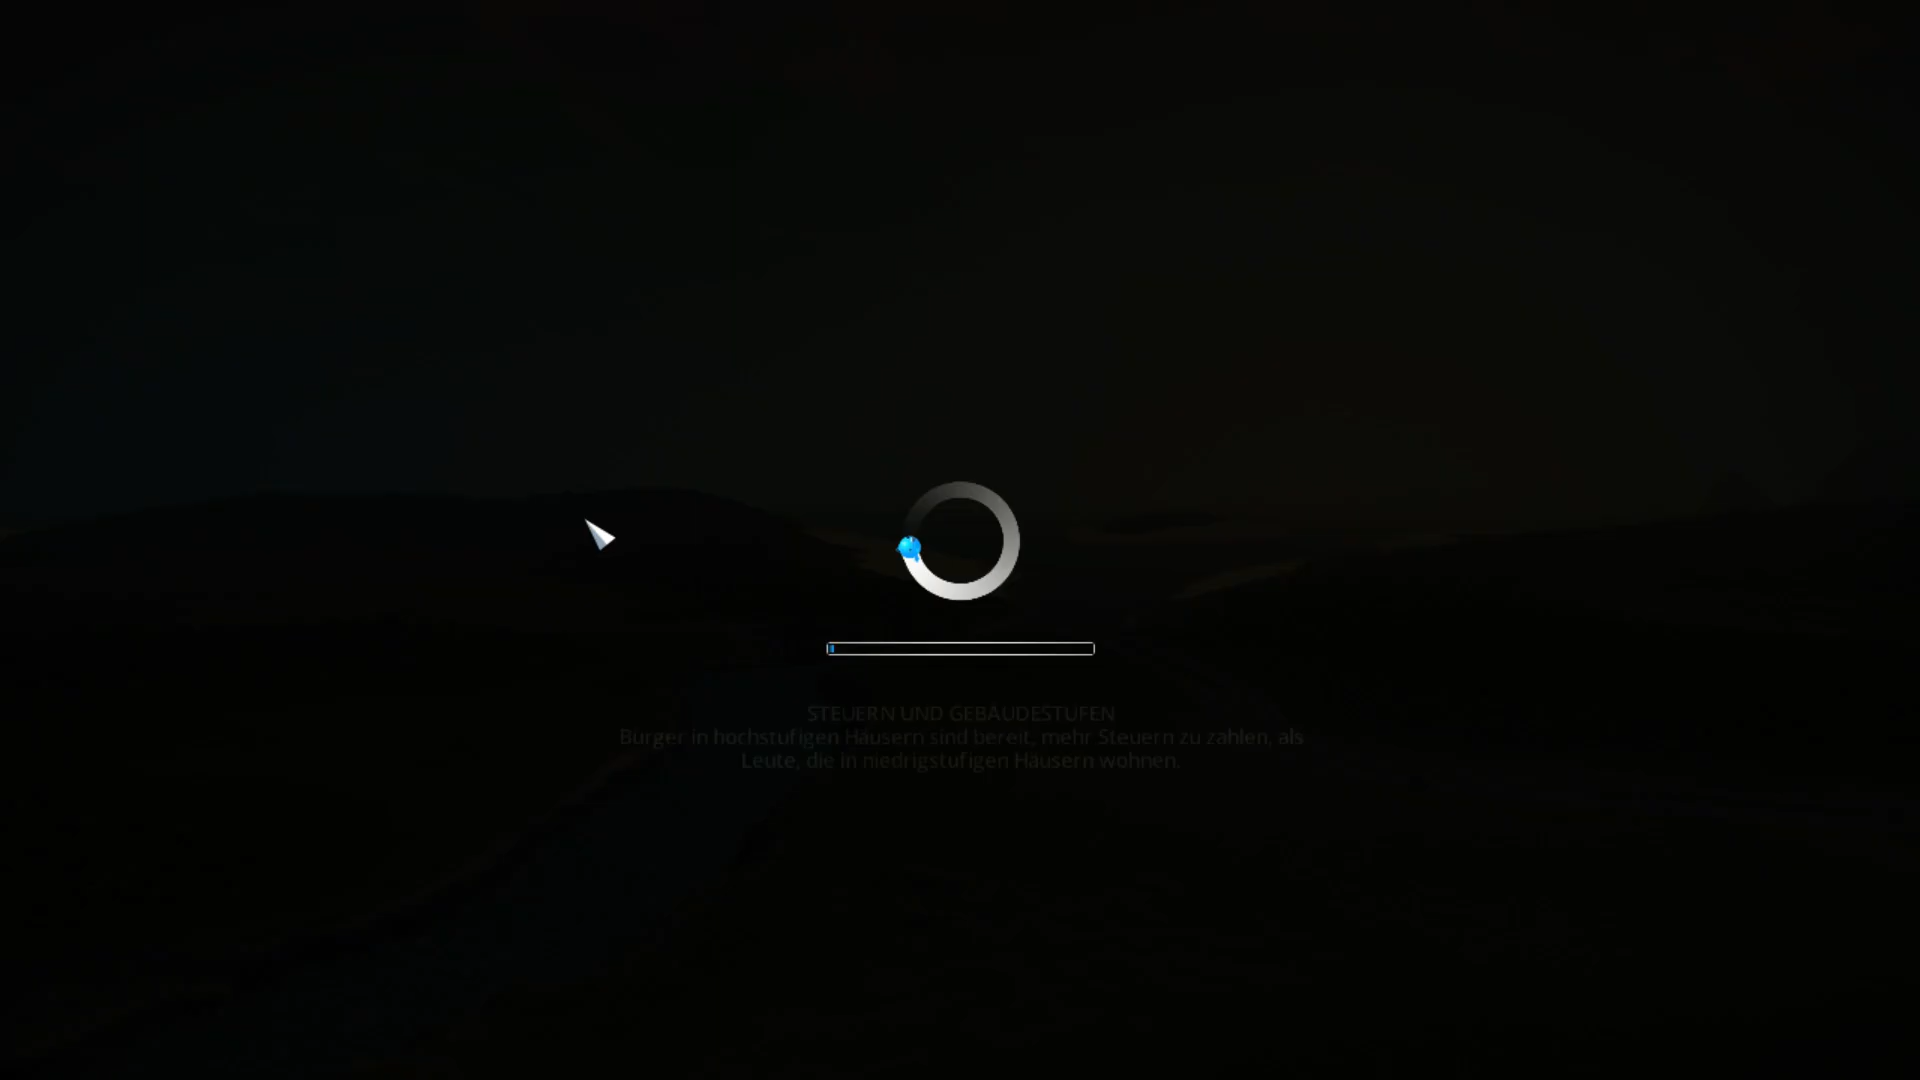 STEUERN UND GEBÄUDESTUFEN
Bürger in hochstufigen Häusern sind bereit, mehr Steuern zu zahlen, als
Leute, die in niedrigstufigen Häusern wohnen.